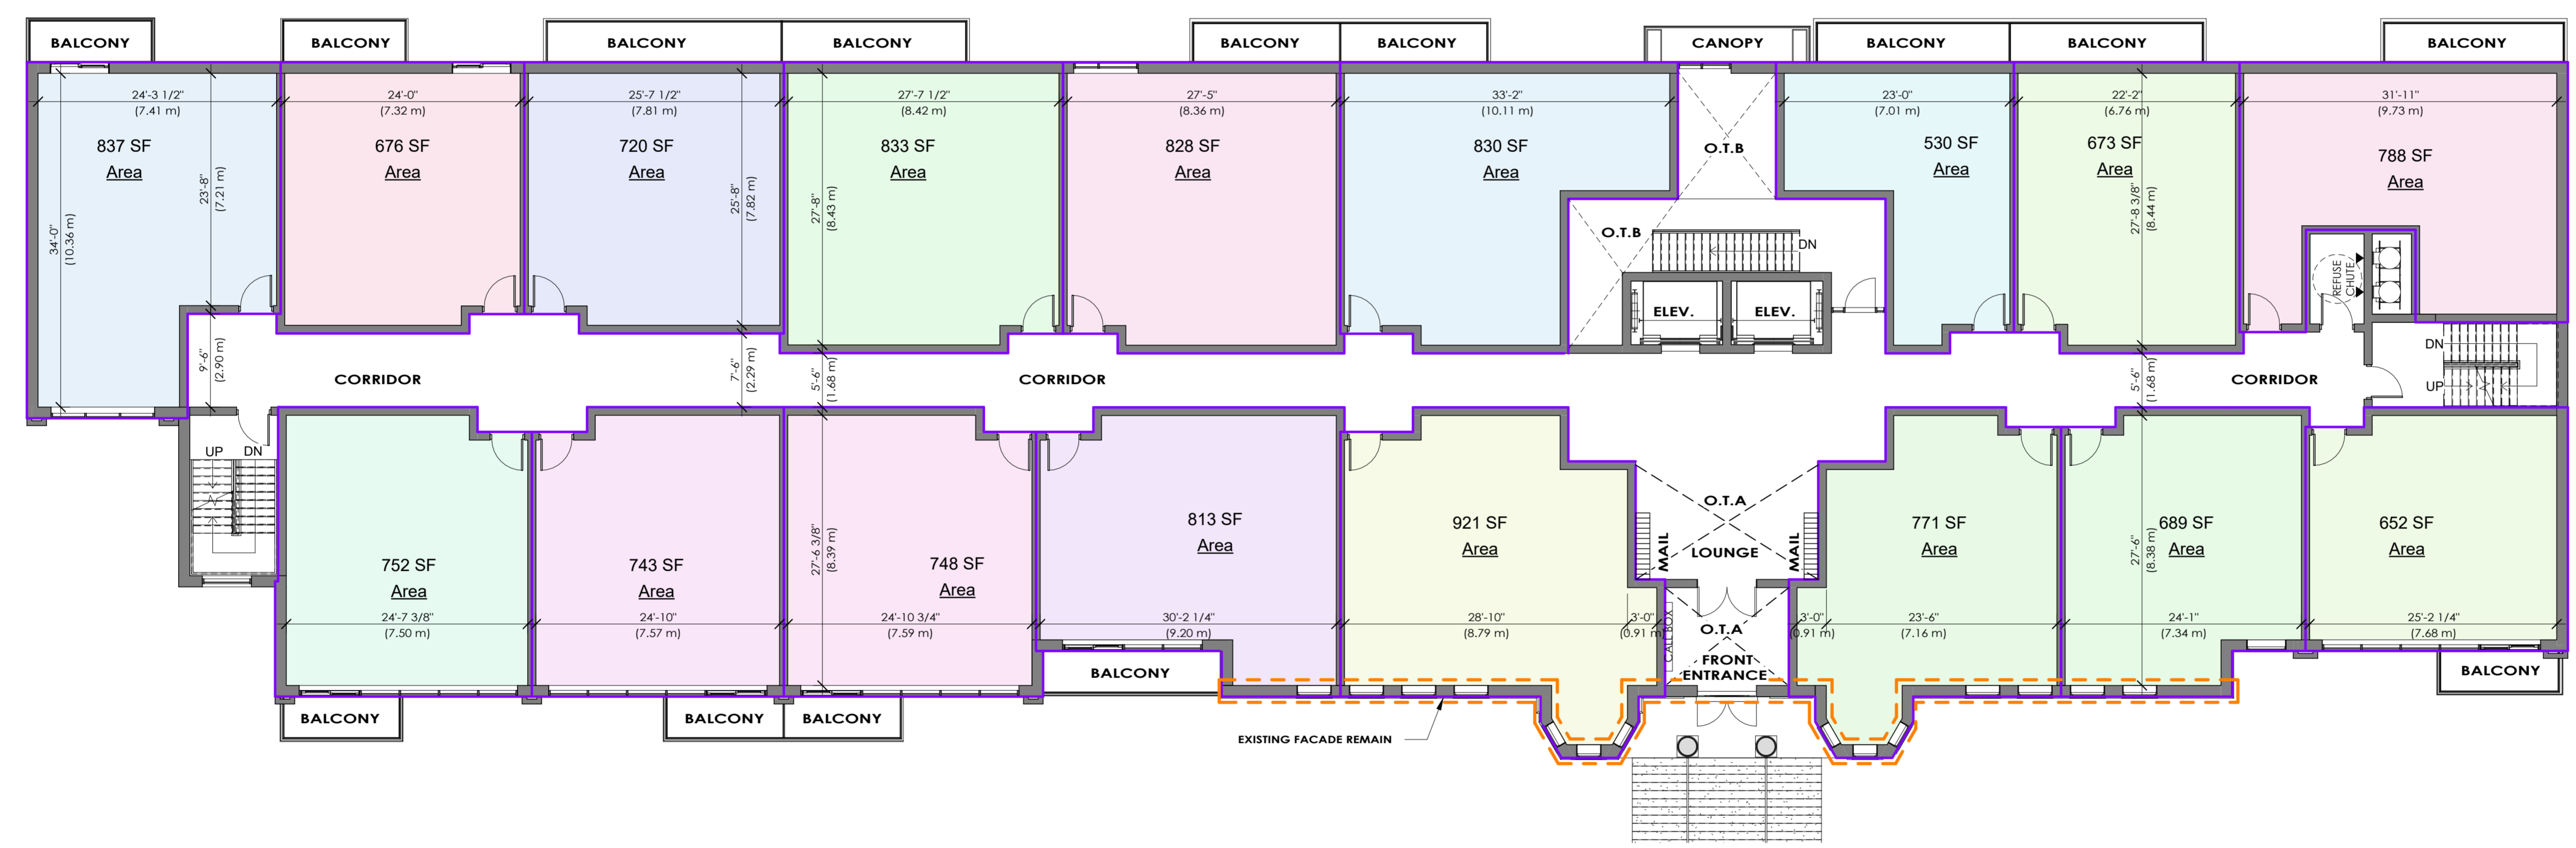 BALCONY
BALCONY
BALCONY
BALCONY
BALCONY
BALCONY
CANOPY
BALCONY
BALCONY
BALCONY
24'-3 1/2"
(7.41 m)
24'-0"
(7.32 m)
25'-7 1/2"
(7.81 m)
27'-7 1/2"
(8.42 m)
27'-5"
(8.36 m)
33'-2"
(10.11 m)
23'-0"
(7.01 m)
22'-2"
(6.76 m)
31'-11"
(9.73 m)
837 SF
Area
676 SF
Area
720 SF
Area
833 SF
Area
828 SF
Area
830 SF
Area
O.T.B
530 SF
Area
673 SF
Area
788 SF
Area
34'-0"
(10.36 m)
23'-8"
(7.21 m)
25'-8"
(7.82 m)
27'-8"
(8.43 m)
27'-8 3/8"
(8.44 m)
O.T.B
DN
ELEV.
ELEV.
REFUSE
CHUTE
9'-6"
(2.90 m)
7'-6"
(2.29 m)
5'-6"
(1.68 m)
5'-6"
(1.68 m)
CORRIDOR
CORRIDOR
CORRIDOR
DN
UP
UP
DN
O.T.A
MAIL
LOUNGE
MAIL
752 SF
Area
743 SF
Area
748 SF
Area
813 SF
Area
921 SF
Area
771 SF
Area
689 SF
Area
652 SF
Area
27'-6 3/8"
(8.39 m)
27'-6"
(8.38 m)
24'-7 3/8"
(7.50 m)
24'-10"
(7.57 m)
24'-10 3/4"
(7.59 m)
30'-2 1/4"
(9.20 m)
28'-10"
(8.79 m)
3'-0"
(0.91 m)
CALL BOX
O.T.A
3'-0"
(0.91 m)
23'-6"
(7.16 m)
24'-1"
(7.34 m)
25'-2 1/4"
(7.68 m)
FRONT
ENTRANCE
BALCONY
BALCONY
BALCONY
BALCONY
BALCONY
EXISTING FACADE REMAIN